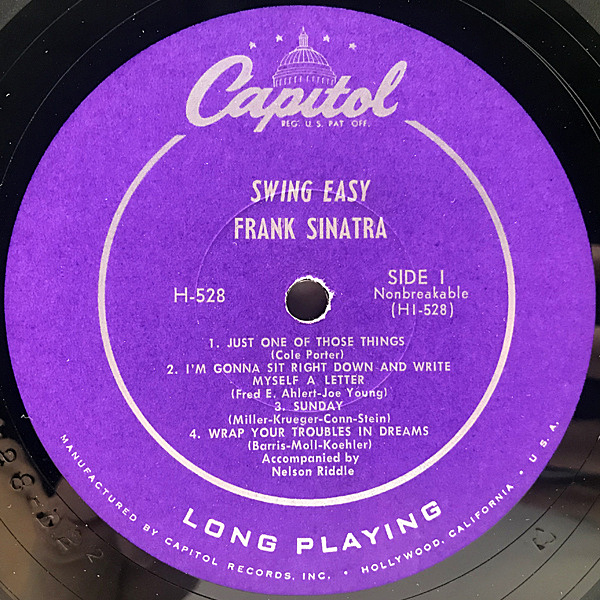 Capitol
REG. U.S. PAT. OFF.
SWING EASY
FRANK SINATRA
H-528
SIDE 1
Nonbreakable
(H1-528)
1. JUST ONE OF THOSE THINGS
(Cole Porter)
2. I'M GONNA SIT RIGHT DOWN AND WRITE
MYSELF A LETTER
(Fred E. Ahlert-Joe Young)
3. SUNDAY
(Miller-Krueger-Conn-Stein)
4. WRAP YOUR TROUBLES IN DREAMS
(Barris-Moll-Koehler)
Accompanied by
Nelson Riddle
LONG PLAYING
MANUFACTURED BY CAPITOL RECORDS, INC. • HOLLYWOOD, CALIFORNIA • U.S.A.